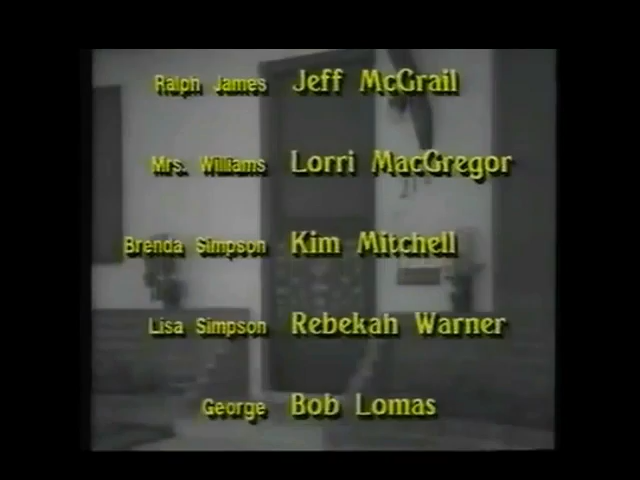 Ralph James Jeff McGrail
Mrs. Williams Lorri MacGregor
Brenda Simpson Kim Mitchell
Lisa Simpson Rebekah Warner
George Bob Lomas